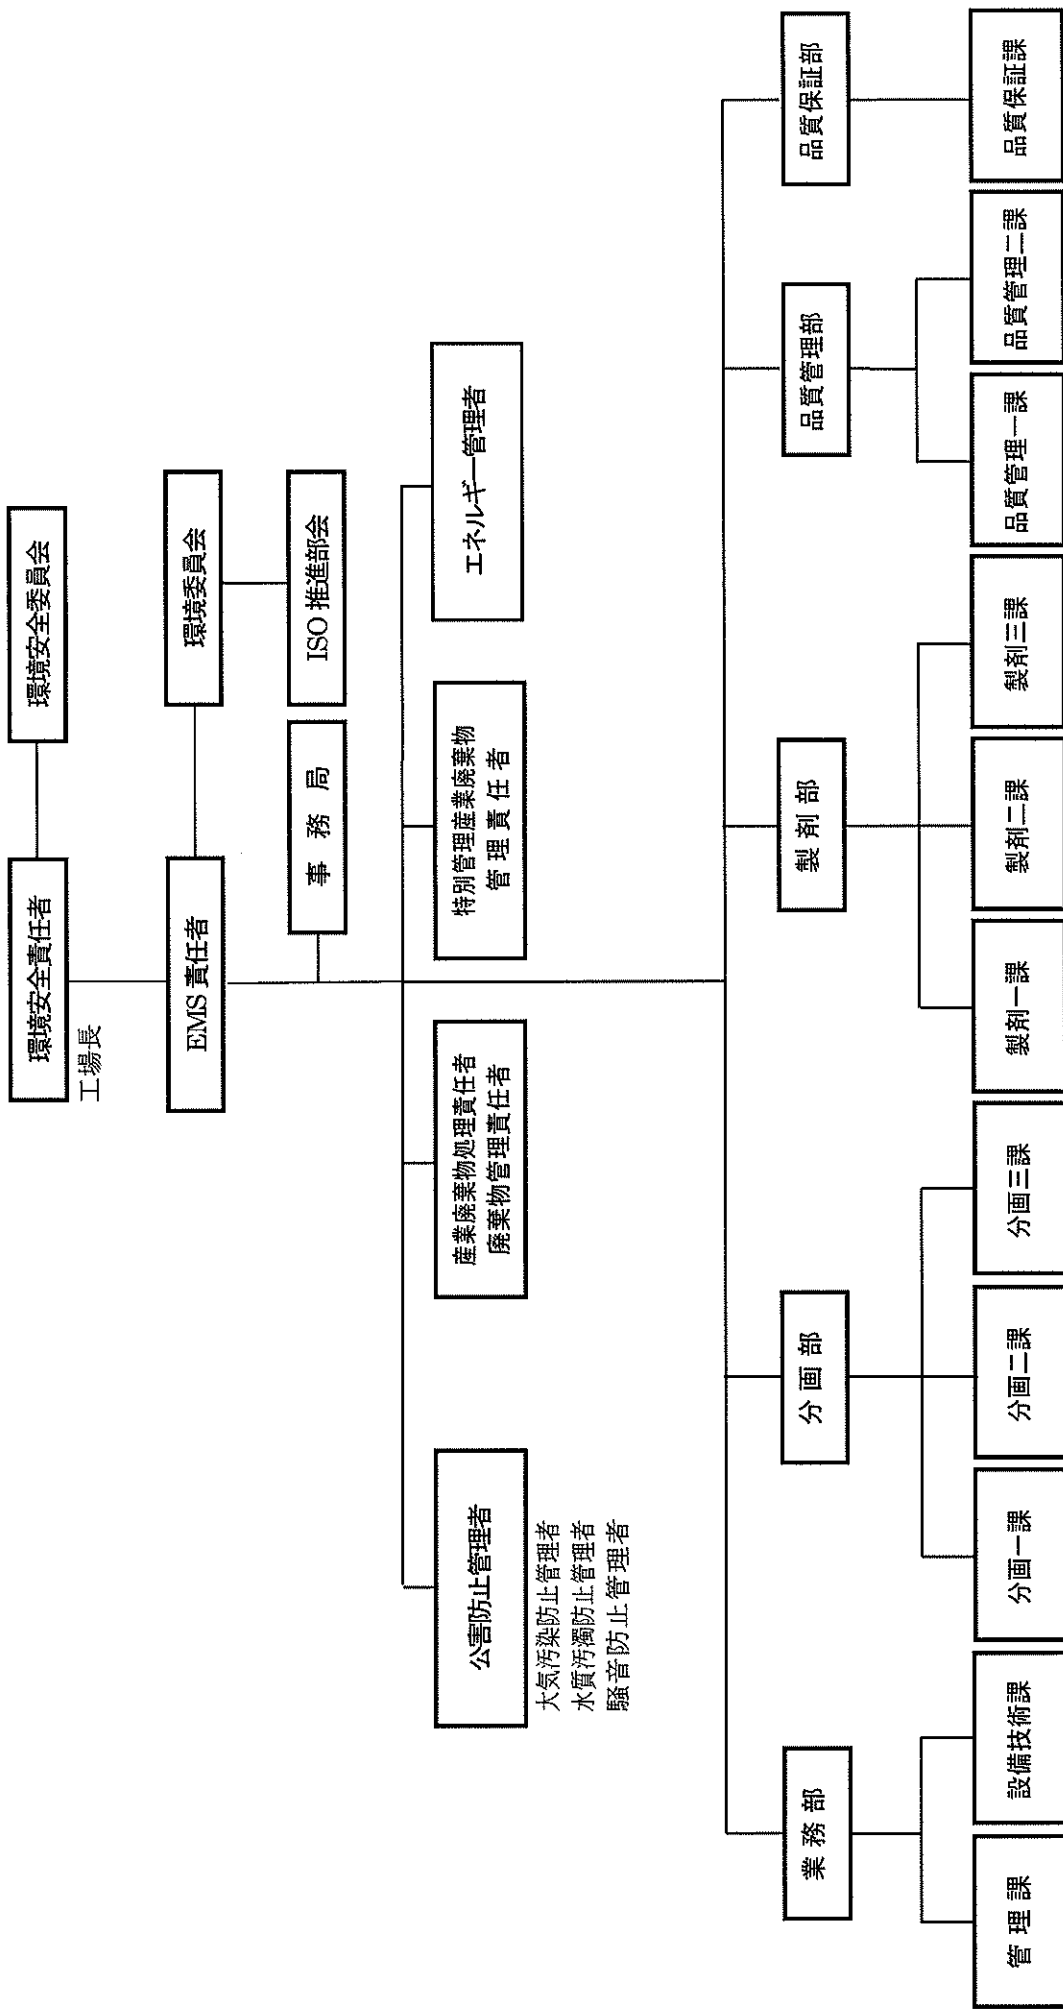 環境安全責任者
環境安全委員会
工場長
EMS 責任者
環境委員会
事務局
ISO 推進部会
公害防止管理者
大気汚染防止管理者
水質汚濁防止管理者
騒音防止管理者
産業廃棄物処理責任者
廃棄物管理責任者
特別管理産業廃棄物
管理責任者
エネルギー管理者
業務部
分画部
製剤部
品質管理部
品質保証部
管理課
設備技術課
分画一課
分画二課
分画三課
製剤一課
製剤二課
製剤三課
品質管理一課
品質管理二課
品質保証課